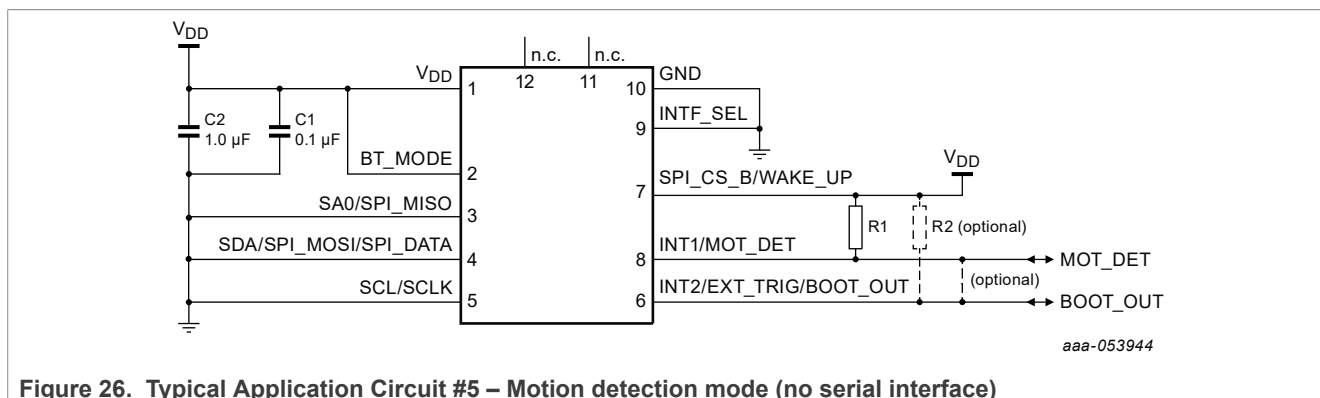 VDD
n.c. n.c.
VDD 12 11 GND
1 10
C2 C1 INTF_SEL
1.0 µF 0.1 µF 9
VDD
BT_MODE SPI_CS_B/WAKE_UP
2 7
SA0/SPI_MISO
3 R1 R2 (optional)
SDA/SPI_MOSI/SPI_DATA INT1/MOT_DET
4 8 MOT_DET
(optional)
SCL/SCLK INT2/EXT_TRIG/BOOT_OUT
5 6 BOOT_OUT
aaa-053944
Figure 26. Typical Application Circuit #5 – Motion detection mode (no serial interface)